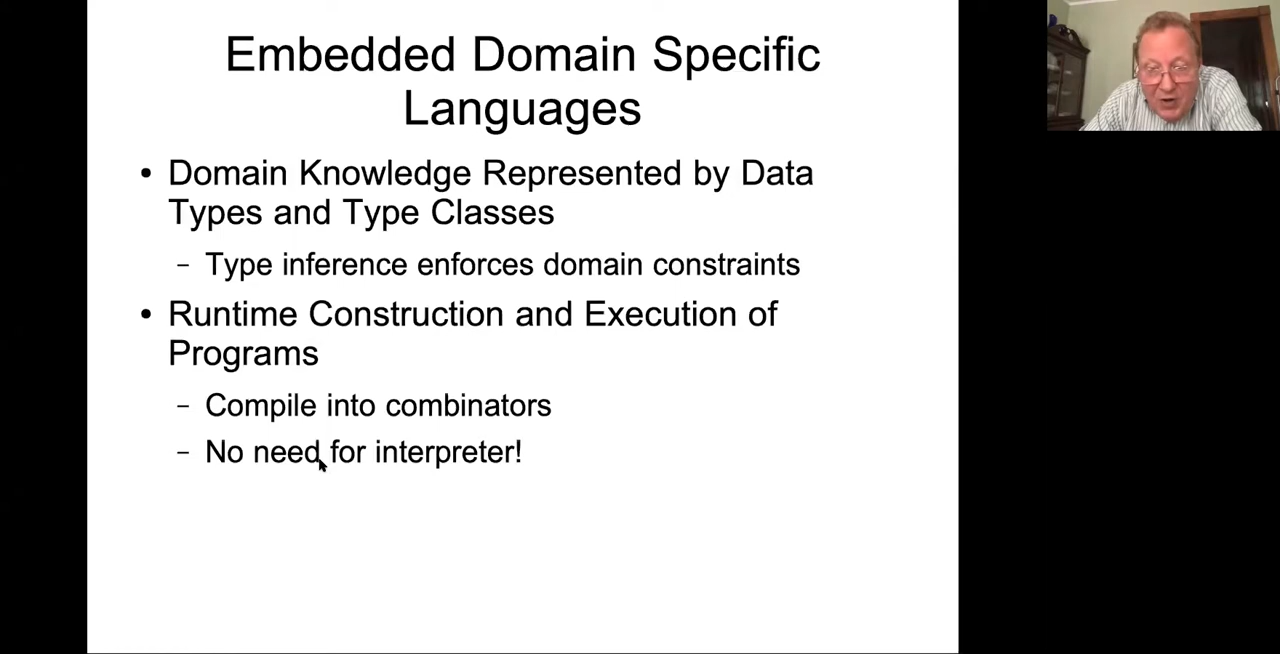 Embedded Domain Specific
Languages
• Domain Knowledge Represented by Data
Types and Type Classes
– Type inference enforces domain constraints
• Runtime Construction and Execution of
Programs
– Compile into combinators
– No need for interpreter!